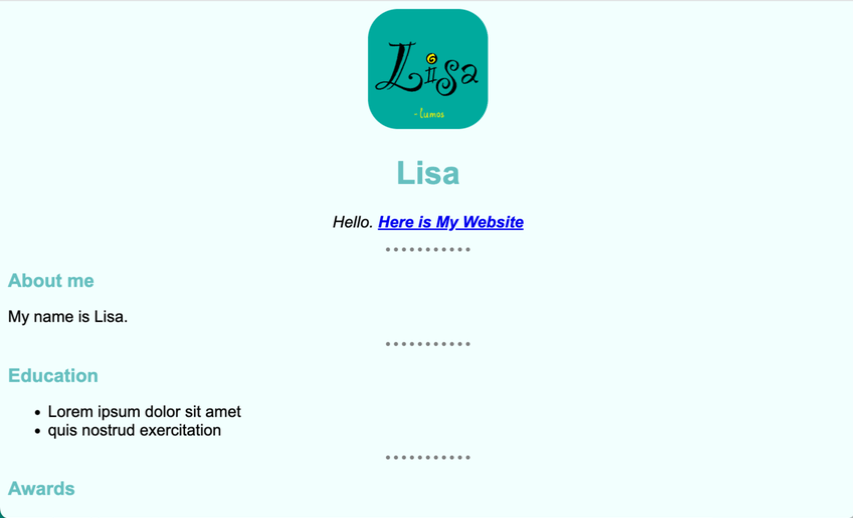 Lisa
-Lumos
Lisa
Hello. Here is My Website
About me
My name is Lisa.
Education
• Lorem ipsum dolor sit amet
• quis nostrud exercitation
Awards